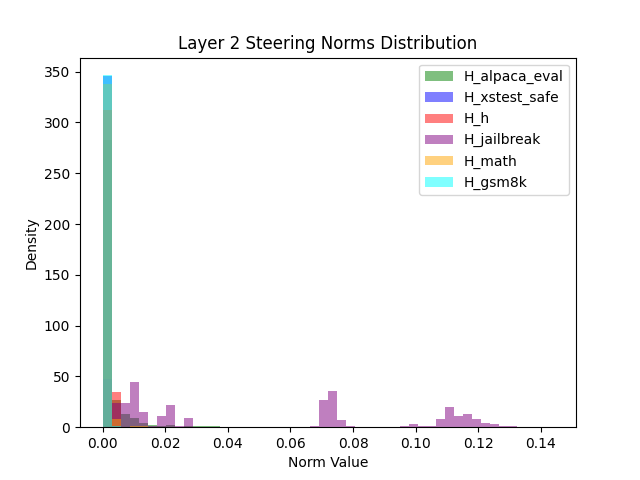 Layer 2 Steering Norms Distribution
350
300
250
200
150
100
50
0
Density
H_alpaca_eval
H_xstest_safe
H_h
H_jailbreak
H_math
H_gsm8k
0.00 0.02 0.04 0.06 0.08 0.10 0.12 0.14
Norm Value